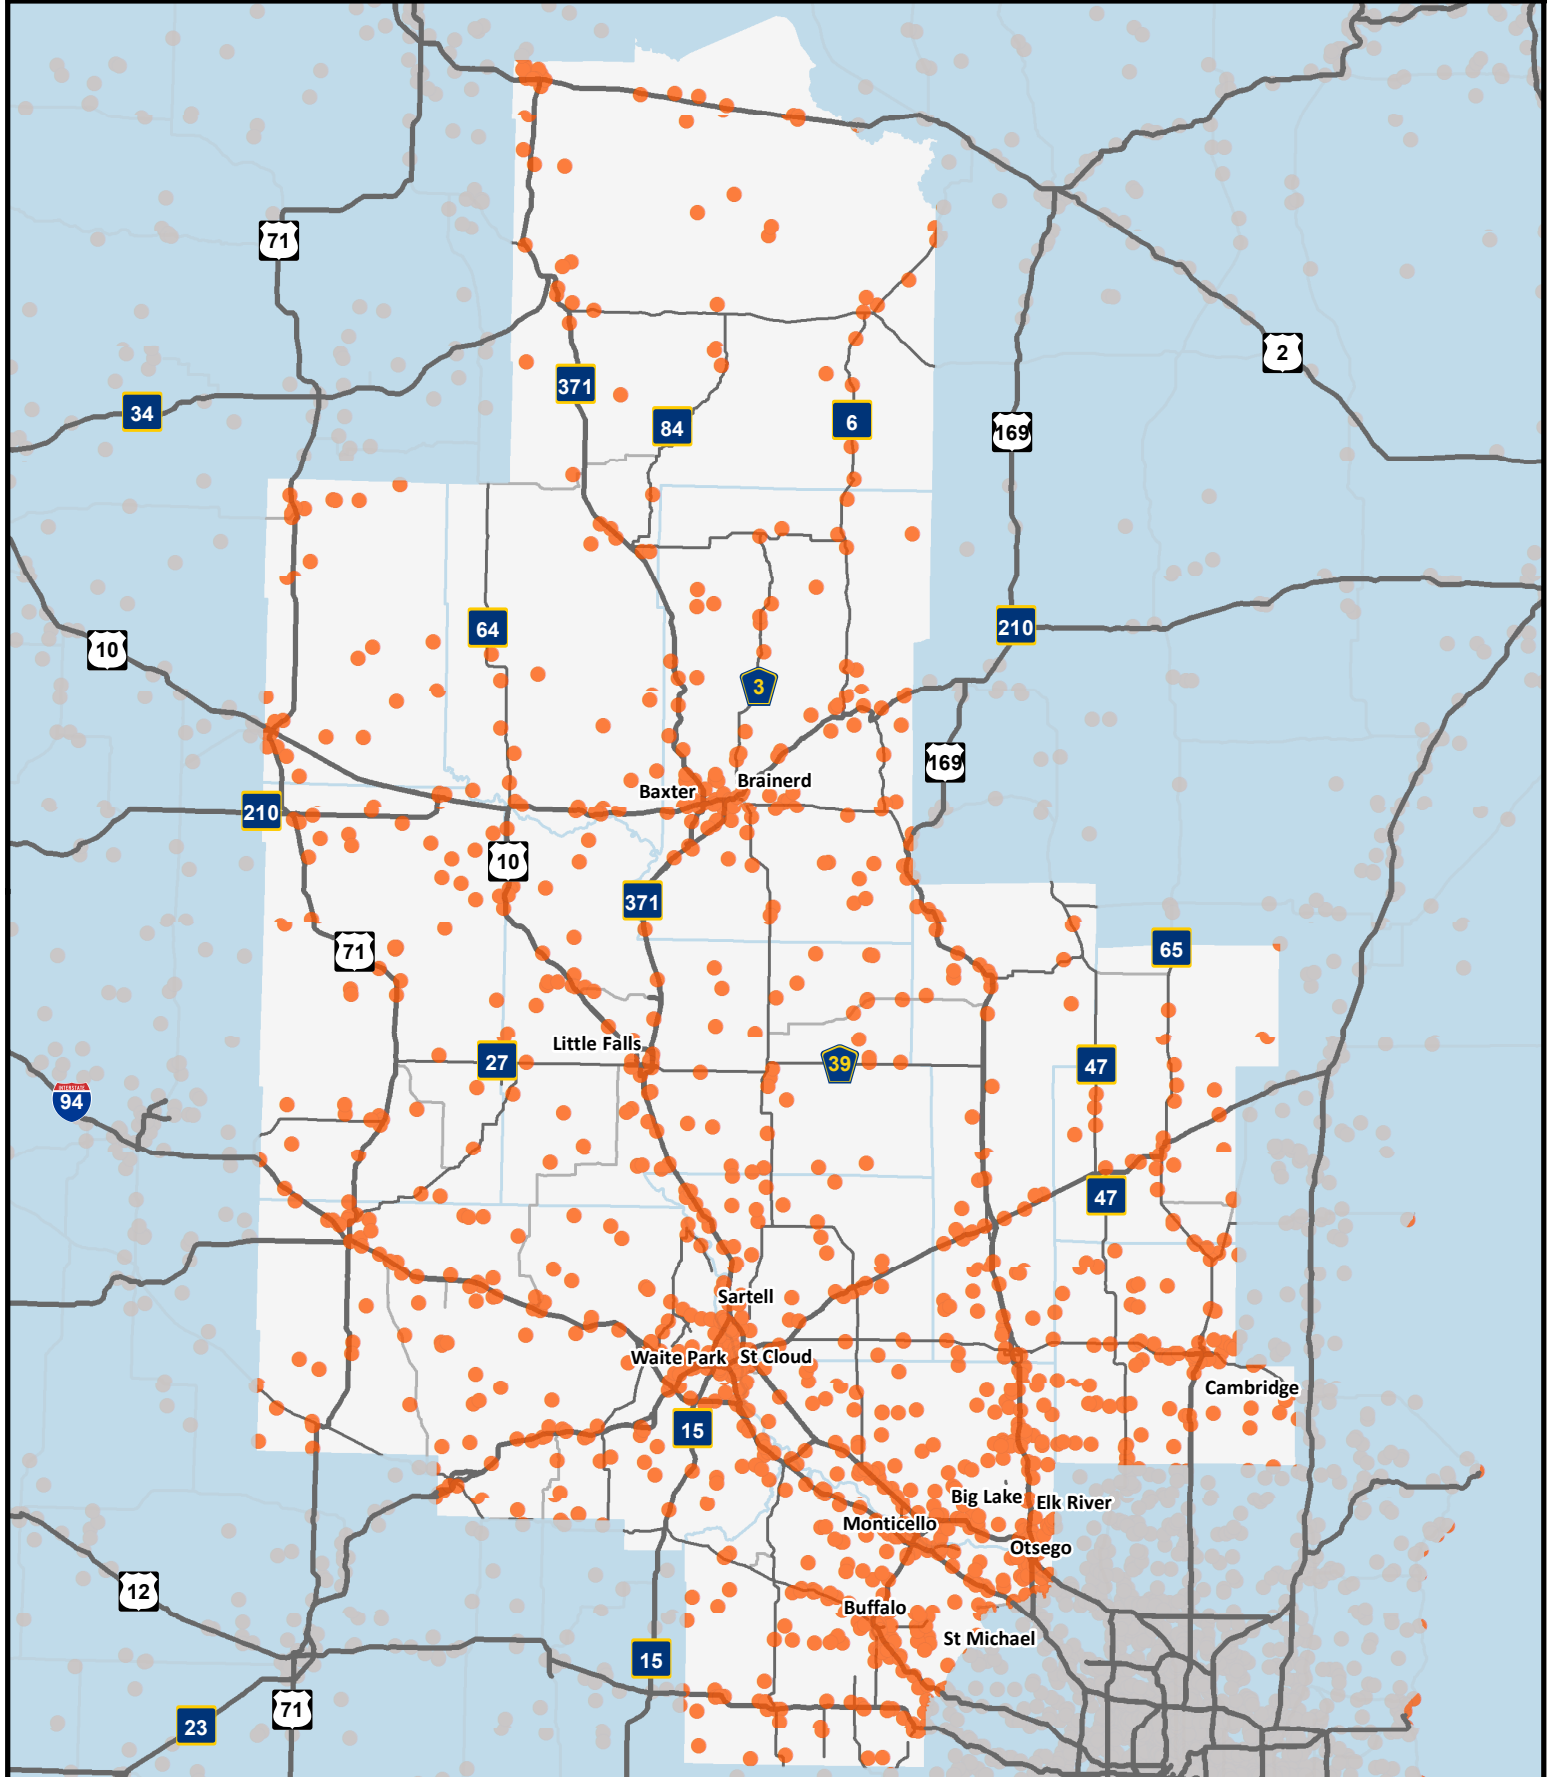 71
2
371
34
84
6
169
64
210
10
3
169
Brainerd
Baxter
210
10
371
65
71
Little Falls
27
39
47
INTERSTATE
94
47
Sartell
Waite Park
St Cloud
Cambridge
15
Big Lake
Elk River
Monticello
Otsego
12
Buffalo
St Michael
15
71
23